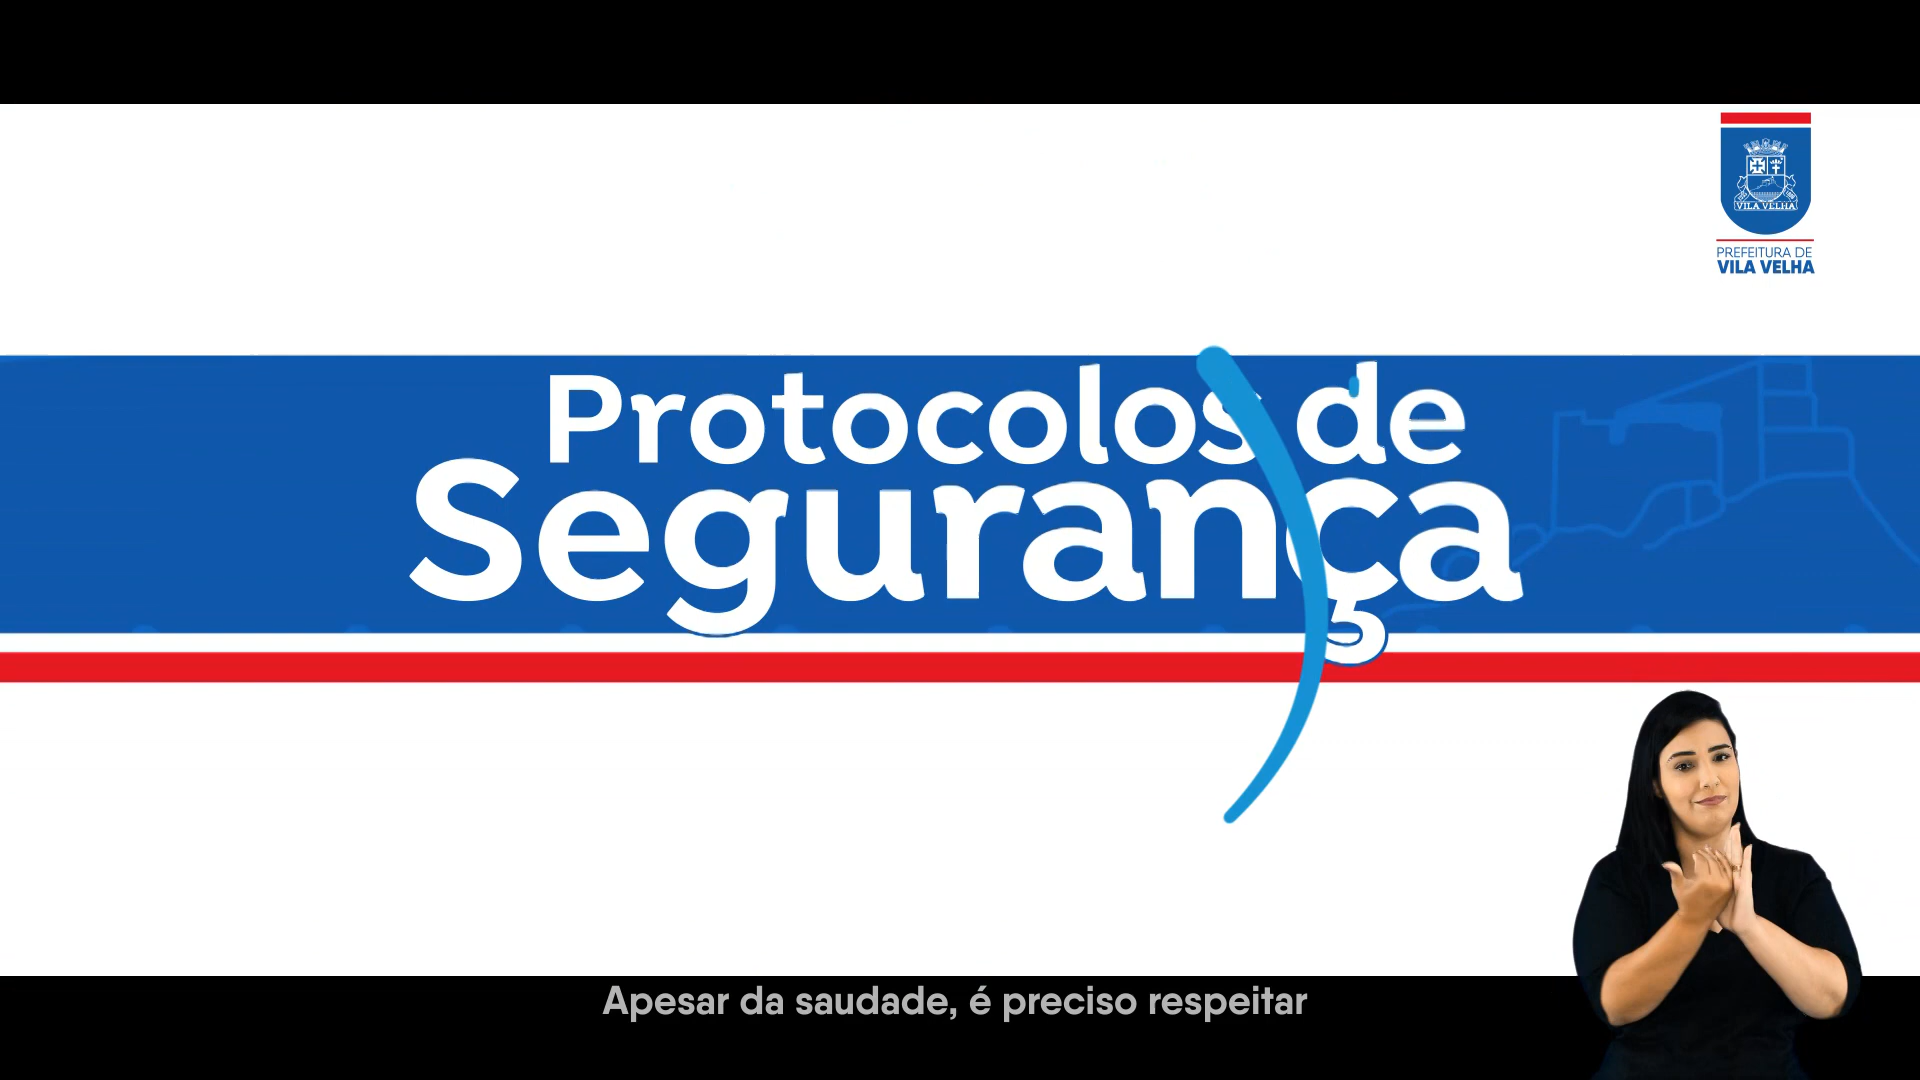 VILA VELHA
PREFEITURA DE
VILA VELHA
Protocolos de
Segurança
Apesar da saudade, é preciso respeitar